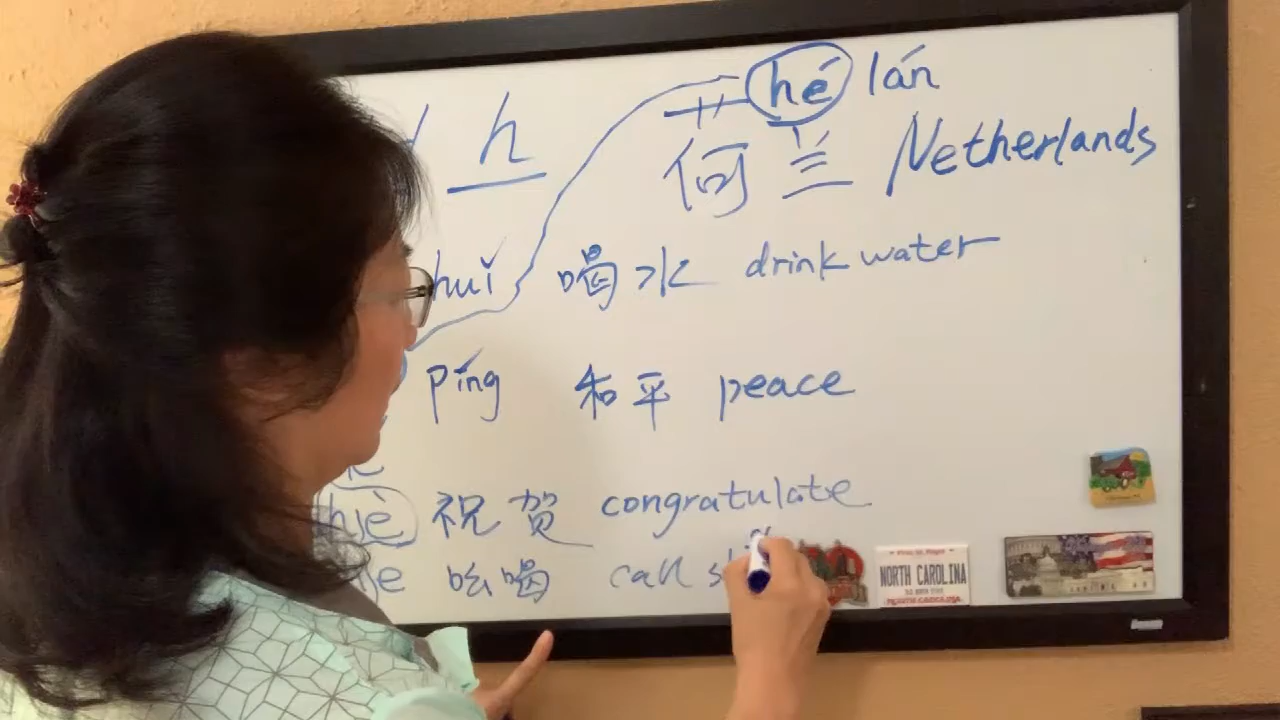 h
hé lán
何兰 Netherlands
huǐ 喝水 drink water
píng 和平 peace
hè 祝贺 congratulate
吆喝 call
NORTH CAROLINA